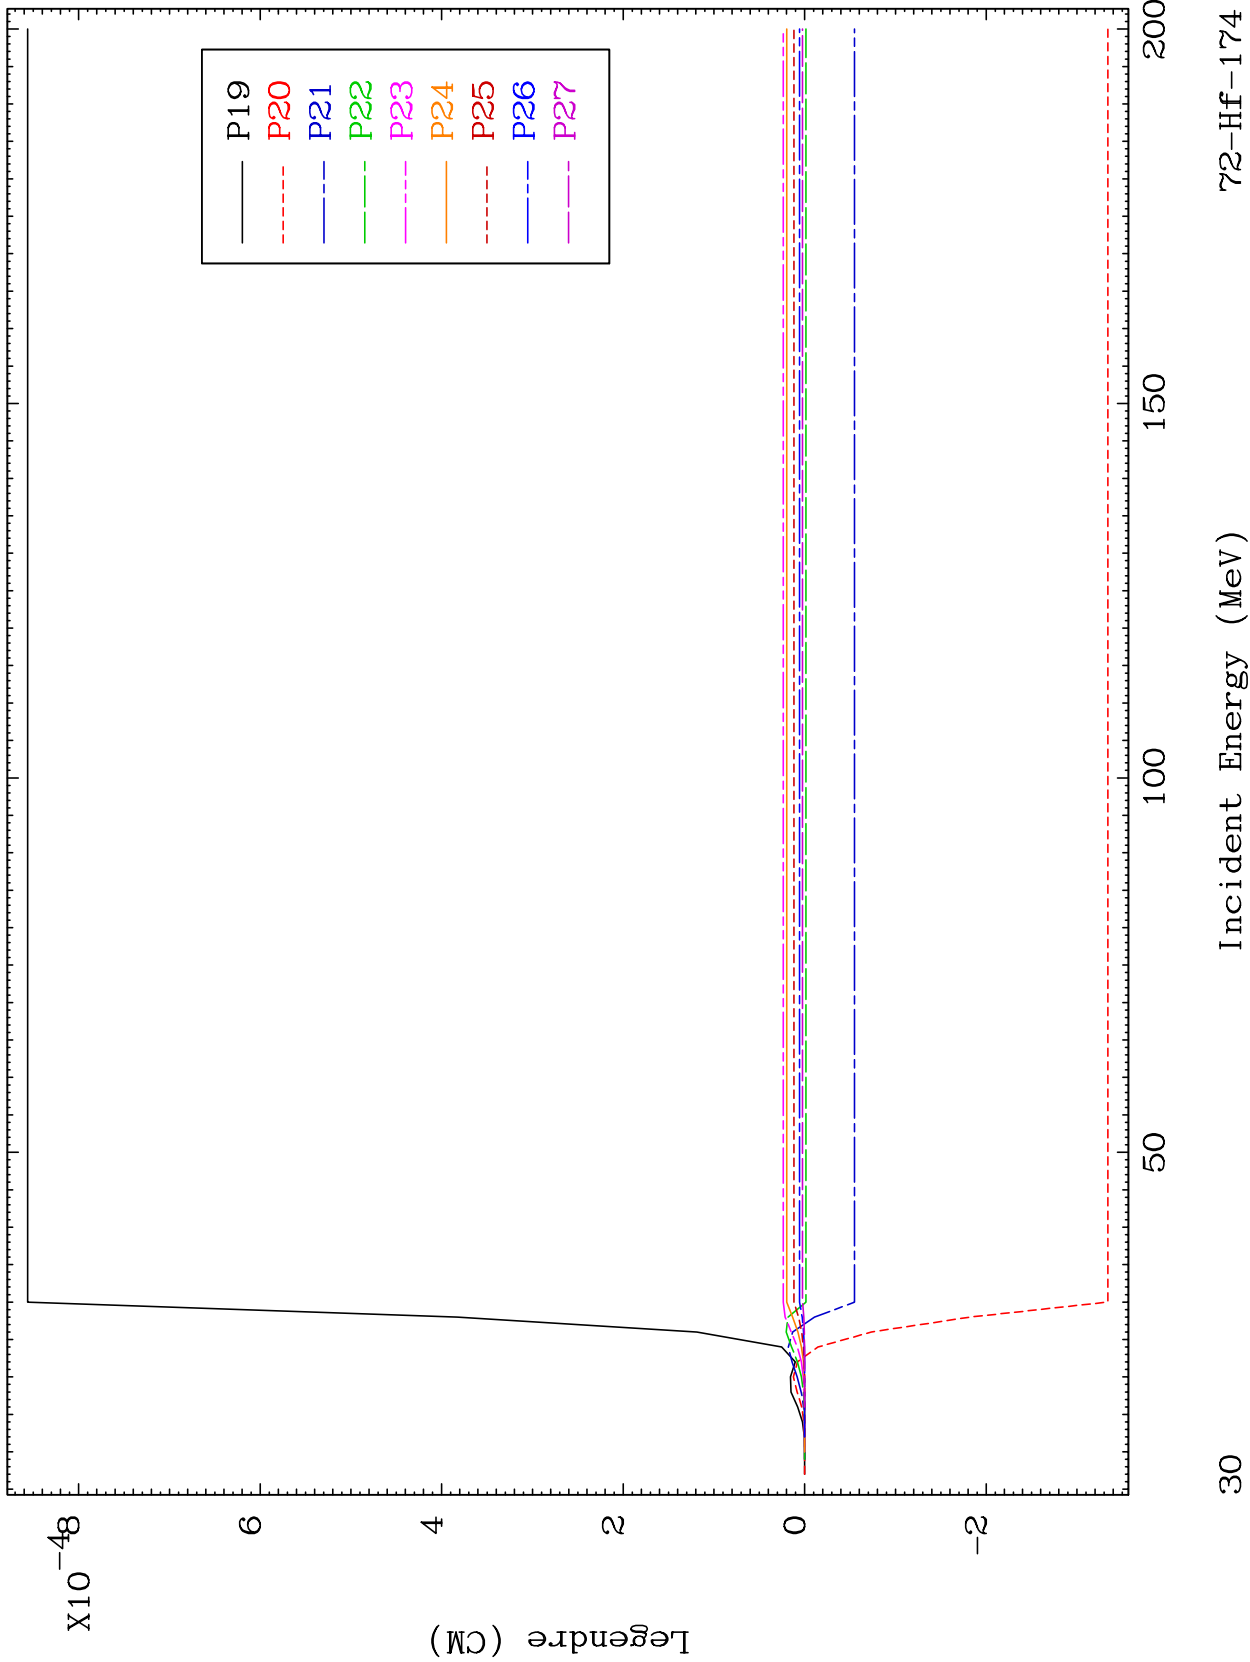 X10
-4
8
6
4
2
0
-2
Legendre (CM)
P19
P20
P21
P22
P23
P24
P25
P26
P27
50
100
150
200
30
Incident Energy (MeV)
72-Hf-174